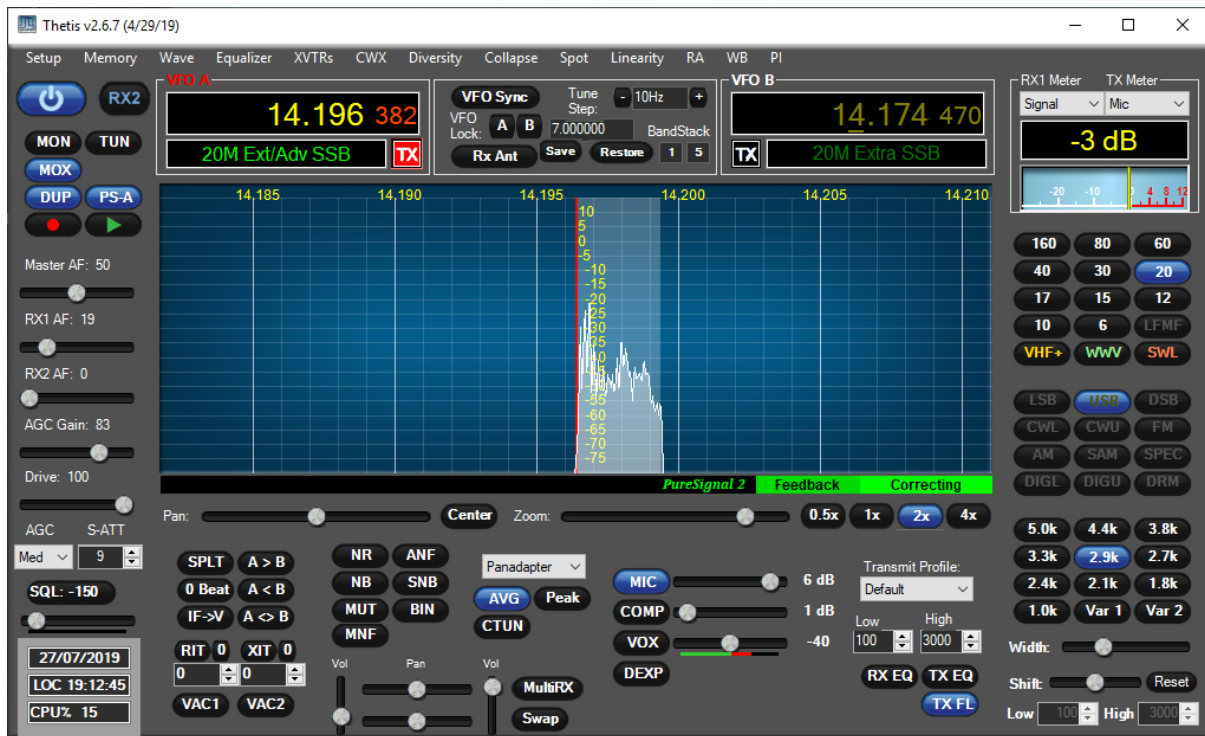 Thetis v2.6.7 (4/29/19)
Setup Memory Wave Equalizer XVTRs CWX Diversity Collapse Spot Linearity RA WB PI
RX2
MON TUN
MOX
DUP PS-A
Master AF: 50
RX1 AF: 19
RX2 AF: 0
AGC Gain: 83
Drive: 100
AGC S-ATT
Med 9
SQL: -150
27/07/2019
LOC 19:12:45
CPU% 15
VFO A
14.196 382
20M Ext/Adv SSB TX
VFO Sync Tune Step: - 10Hz +
VFO Lock: A B 7.000000 BandStack
Rx Ant Save Restore 1 5
VFO B
14.174 470
TX 20M Extra SSB
RX1 Meter TX Meter
Signal Mic
-3 dB
-20 -10 0 4 8 12
14.185 14.190 14.195 14.200 14.205 14.210
10
5
0
-5
-10
-15
-20
-25
-30
-35
-40
-45
-50
-55
-60
-65
-70
-75
PureSignal 2 Feedback Correcting
Pan: Center Zoom: 0.5x 1x 2x 4x
SPLT A > B
0 Beat A < B
IF->V A <> B
RIT 0 XIT 0
0 0
VAC1 VAC2
NR ANF
NB SNB
MUT BIN
MNF
Vol Pan Vol
MultiRX
Swap
Panadapter
AVG Peak
CTUN
MIC 6 dB
COMP 1 dB
VOX -40
DEXP
Transmit Profile:
Default
Low High
100 3000
RX EQ TX EQ
TX FL
160 80 60
40 30 20
17 15 12
10 6 LFMF
VHF+ WWV SWL
LSB USB DSB
CWL CWU FM
AM SAM SPEC
DIGL DIGU DRM
5.0k 4.4k 3.8k
3.3k 2.9k 2.7k
2.4k 2.1k 1.8k
1.0k Var 1 Var 2
Width:
Shift: Reset
Low 100 High 3000